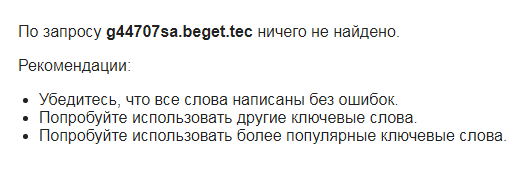 По запросу g44707sa.beget.tec ничего не найдено.
Рекомендации:
• Убедитесь, что все слова написаны без ошибок.
• Попробуйте использовать другие ключевые слова.
• Попробуйте использовать более популярные ключевые слова.